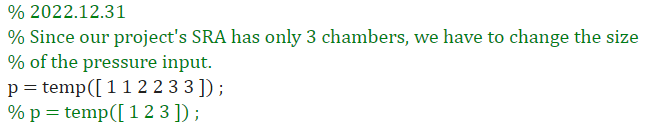 % 2022.12.31
% Since our project's SRA has only 3 chambers, we have to change the size
% of the pressure input.
p = temp([ 1 1 2 2 3 3 ]) ;
% p = temp([ 1 2 3 ]) ;